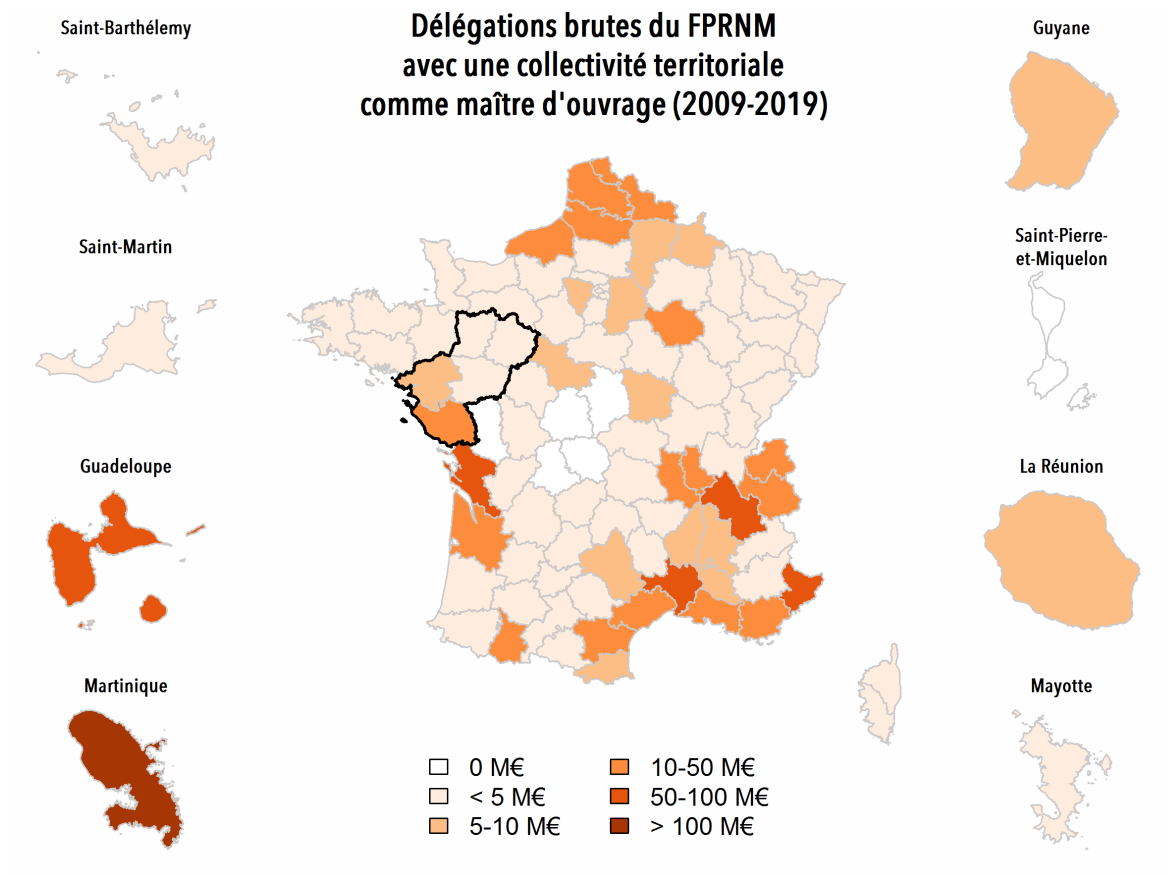 Délégations brutes du FPRNM
avec une collectivité territoriale
comme maître d'ouvrage (2009-2019)
Saint-Barthélemy
Guyane
Saint-Martin
Saint-Pierre-
et-Miquelon
Guadeloupe
La Réunion
Martinique
Mayotte
0 M€
< 5 M€
5-10 M€
10-50 M€
50-100 M€
> 100 M€